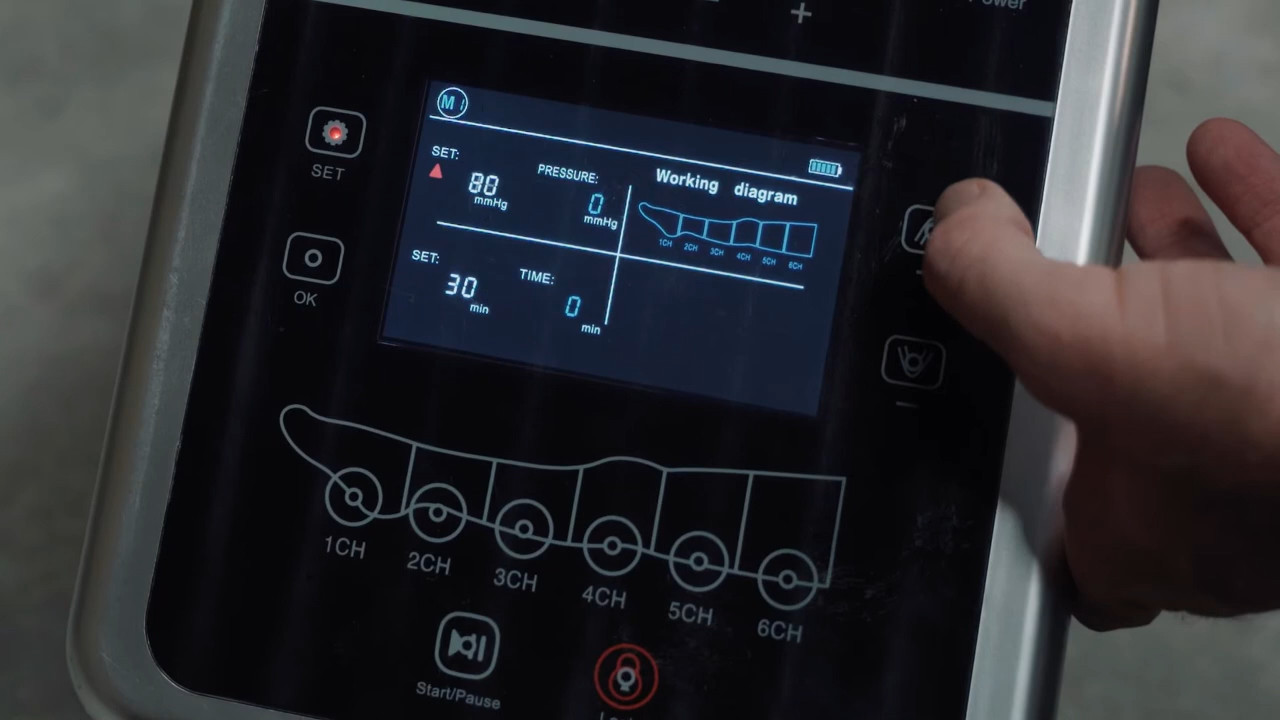 +
SET
OK
M 1
SET:
80
mmHg
PRESSURE:
0
mmHg
Working diagram
1CH 2CH 3CH 4CH 5CH 6CH
SET:
30
min
TIME:
0
min
1CH
2CH
3CH
4CH
5CH
6CH
Start/Pause